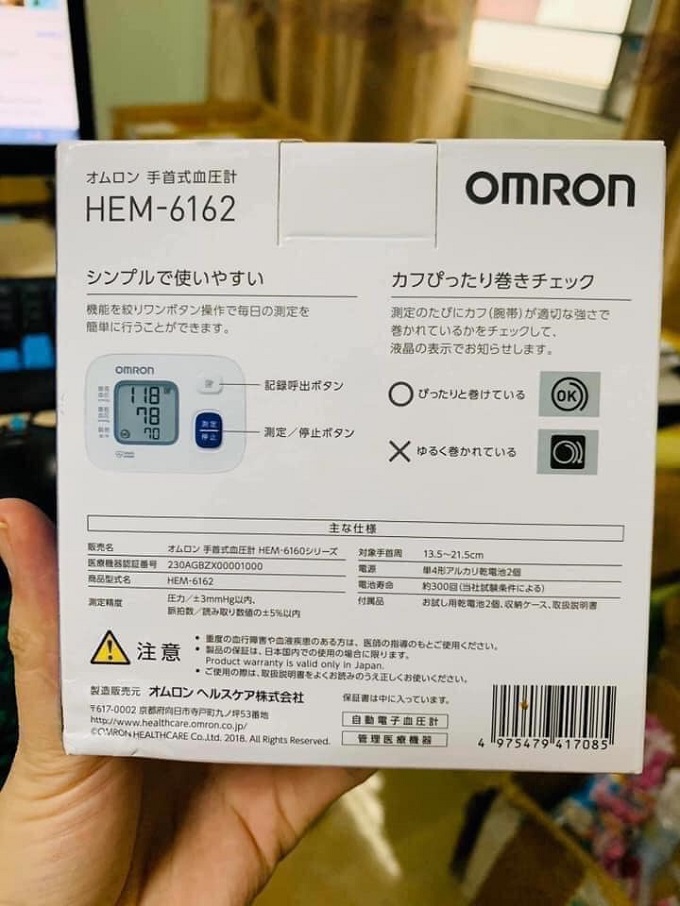 オムロン 手首式血圧計
HEM-6162
OMRON
シンプルで使いやすい
機能を絞りワンボタン操作で毎日の測定を
簡単に行うことができます。
OMRON
118
78
70
測定
停止
記録呼出ボタン
測定／停止ボタン
カフぴったり巻きチェック
測定のたびにカフ(腕帯)が適切な強さで
巻かれているかをチェックして、
液晶の表示でお知らせします。
ぴったりと巻けている
OK
ゆるく巻かれている
主な仕様
販売名 オムロン 手首式血圧計 HEM-6160シリーズ
医療機器認証番号 230AGBZX00001000
商品型式名 HEM-6162
測定精度 圧力／±3mmHg以内、
脈拍数／読み取り数値の±5%以内
対象手首周 13.5～21.5cm
電源 単4形アルカリ乾電池2個
電池寿命 約300回(当社試験条件による)
付属品 お試し用乾電池2個、収納ケース、取扱説明書
注意
• 重度の血行障害や血液疾患のある方は、医師の指導のもとご使用ください。
• 製品の保証は、日本国内での使用の場合に限ります。
Product warranty is valid only in Japan.
• ご使用の際は、取扱説明書をよくお読みのうえ正しくお使いください。
製造販売元 オムロン ヘルスケア株式会社
〒617-0002 京都府向日市寺戸町九ノ坪53番地
http://www.healthcare.omron.co.jp/
©OMRON HEALTHCARE Co.,Ltd. 2018. All Rights Reserved.
保証書は中に入っています。
自動電子血圧計
管理医療機器
4 975479 417085